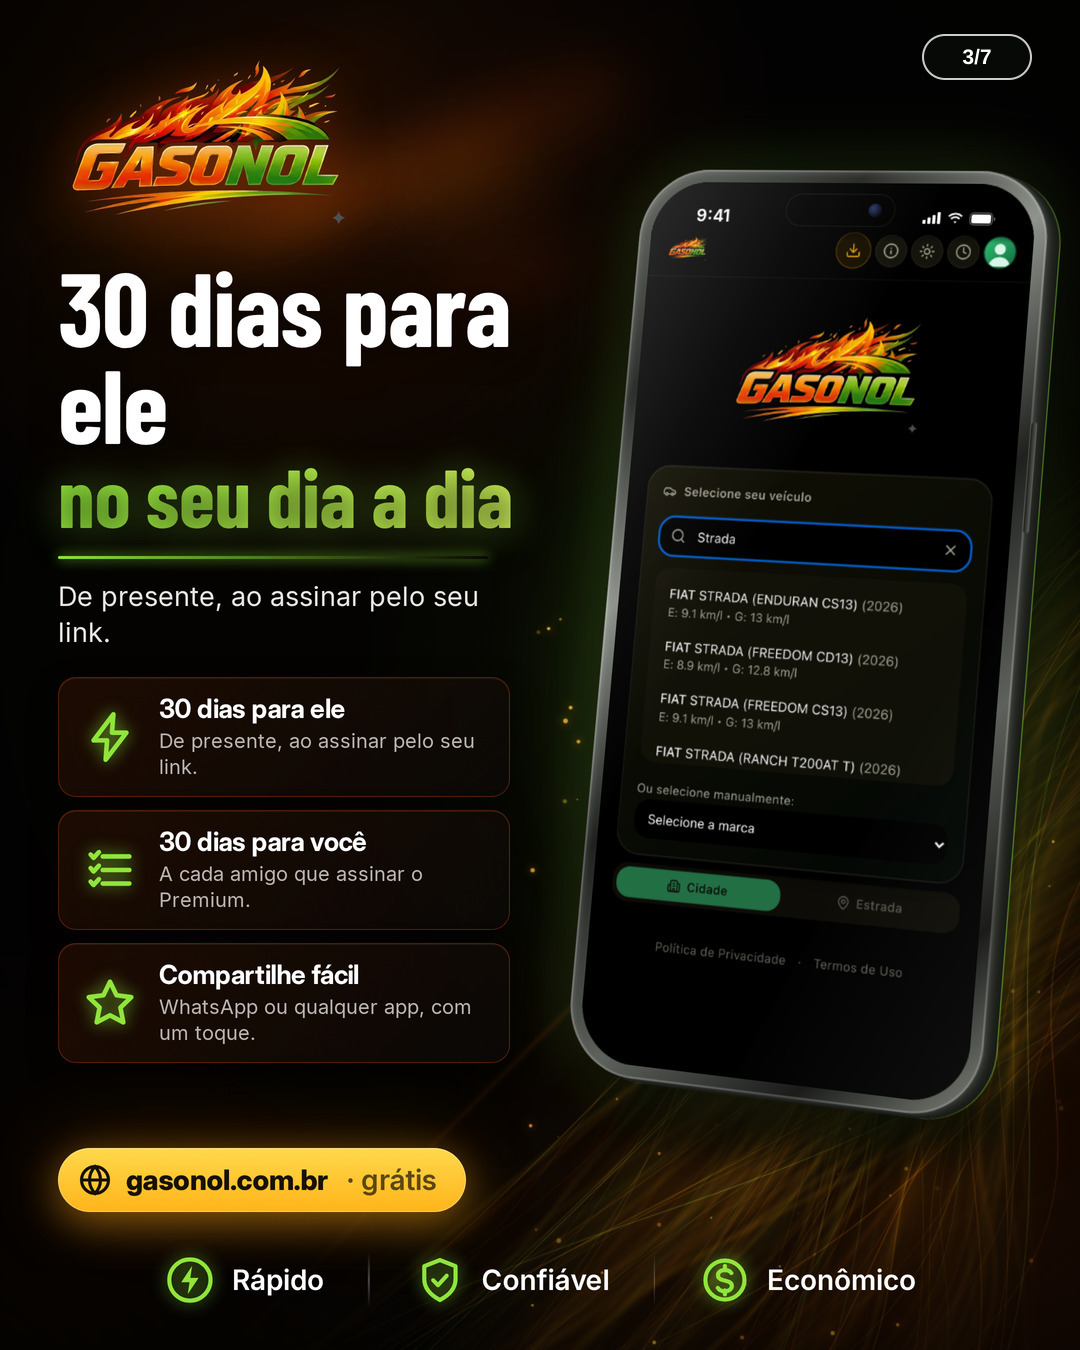 3/7
GASONOL
30 dias para
ele
no seu dia a dia
De presente, ao assinar pelo seu
link.
30 dias para ele
De presente, ao assinar pelo seu
link.
30 dias para você
A cada amigo que assinar o
Premium.
Compartilhe fácil
WhatsApp ou qualquer app, com
um toque.
9:41
GASONOL
GASONOL
Selecione seu veículo
Strada
FIAT STRADA (ENDURAN CS13) (2026)
E: 9.1 km/l • G: 13 km/l
FIAT STRADA (FREEDOM CD13) (2026)
E: 8.9 km/l • G: 12.8 km/l
FIAT STRADA (FREEDOM CS13) (2026)
E: 9.1 km/l • G: 13 km/l
FIAT STRADA (RANCH T200AT T) (2026)
Ou selecione manualmente:
Selecione a marca
Cidade
Estrada
Política de Privacidade · Termos de Uso
gasonol.com.br · grátis
Rápido
Confiável
Econômico